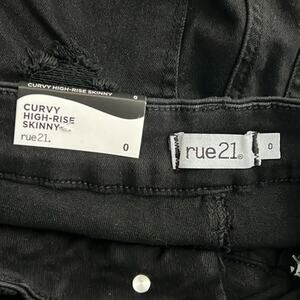 CURVY HIGH-RISE SKINNY 0
CURVY
HIGH-RISE
SKINNY
rue21.
0
rue21®
0